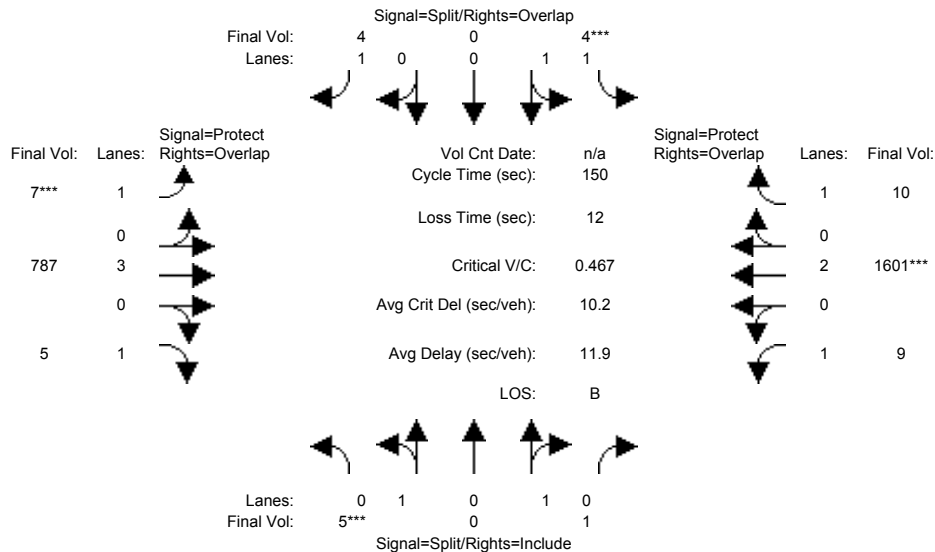 Signal=Split/Rights=Overlap
Final Vol: 4 0 4***
Lanes: 1 0 0 1 1
Signal=Protect Signal=Protect
Final Vol: Lanes: Rights=Overlap Vol Cnt Date: n/a Rights=Overlap Lanes: Final Vol:
Cycle Time (sec): 150
7*** 1 1 10
Loss Time (sec): 12
0 0
787 3 Critical V/C: 0.467 2 1601***
0 Avg Crit Del (sec/veh): 10.2 0
5 1 Avg Delay (sec/veh): 11.9 1 9
LOS: B
Lanes: 0 1 0 1 0
Final Vol: 5*** 0 1
Signal=Split/Rights=Include